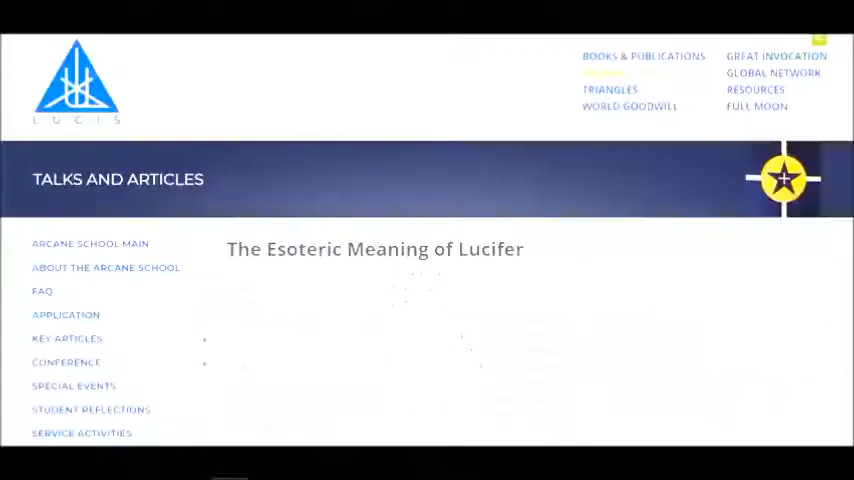 LUCIS
BOOKS & PUBLICATIONS
TRIANGLES
WORLD GOODWILL
GREAT INVOCATION
GLOBAL NETWORK
RESOURCES
FULL MOON
TALKS AND ARTICLES
ARCANE SCHOOL MAIN
ABOUT THE ARCANE SCHOOL
FAQ
APPLICATION
KEY ARTICLES
CONFERENCE
SPECIAL EVENTS
STUDENT REFLECTIONS
SERVICE ACTIVITIES
The Esoteric Meaning of Lucifer